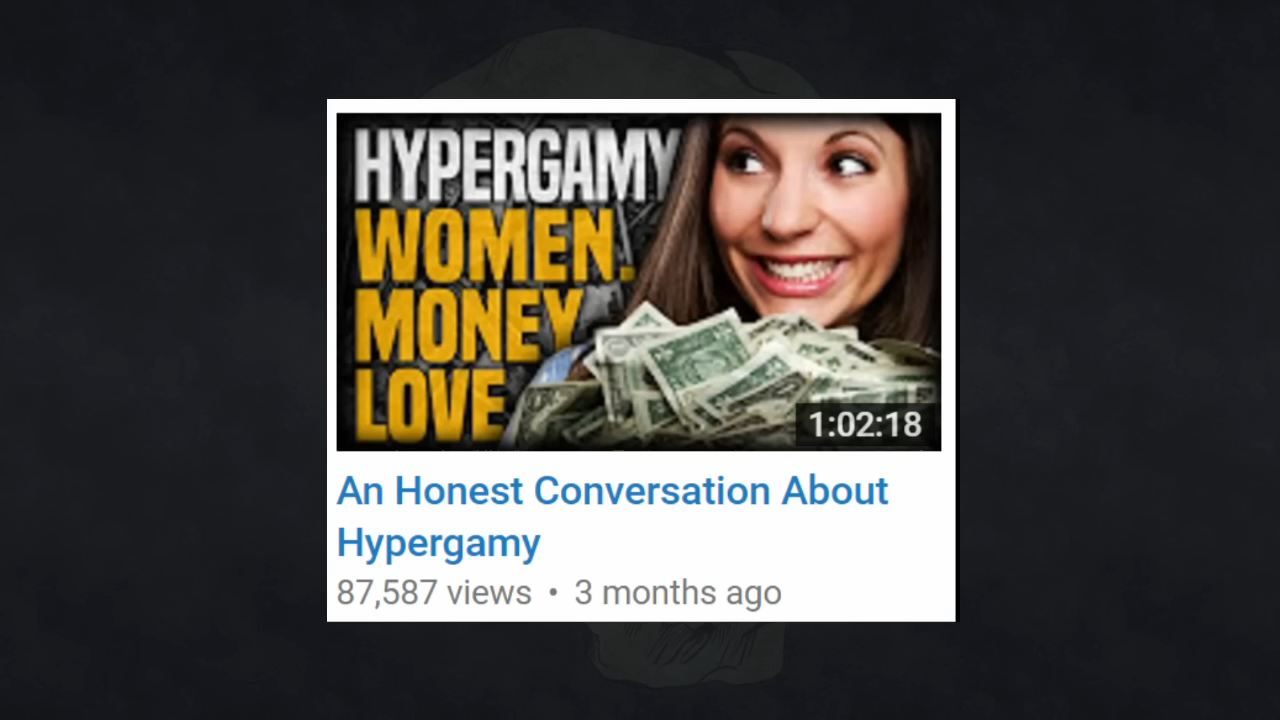 HYPERGAMY
WOMEN.
MONEY
LOVE
1:02:18
An Honest Conversation About
Hypergamy
87,587 views • 3 months ago